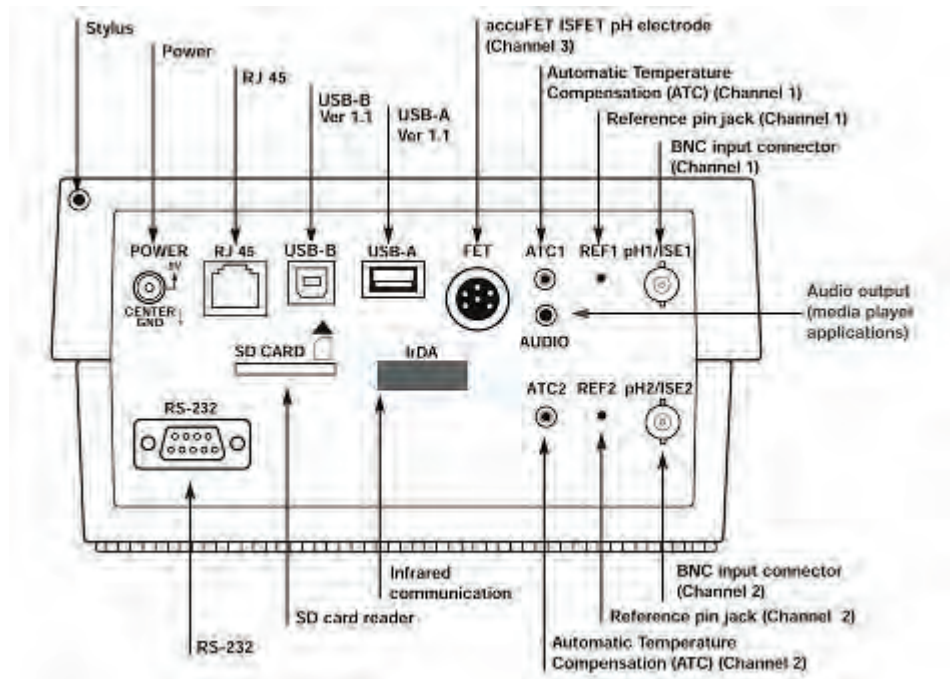 Stylus
Power
RJ 45
USB-B
Ver 1.1
USB-A
Ver 1.1
accuFET ISFET pH electrode
(Channel 3)
Automatic Temperature
Compensation (ATC) (Channel 1)
Reference pin jack (Channel 1)
BNC input connector
(Channel 1)
POWER
RJ 45
USB-B
USB-A
FET
ATC1
REF1
pH1/ISE1
CENTER
GND
Audio output
(media player
applications)
AUDIO
SD CARD
IrDA
ATC2
REF2
pH2/ISE2
RS-232
Infrared
communication
SD card reader
RS-232
BNC input connector
(Channel 2)
Reference pin jack (Channel 2)
Automatic Temperature
Compensation (ATC) (Channel 2)